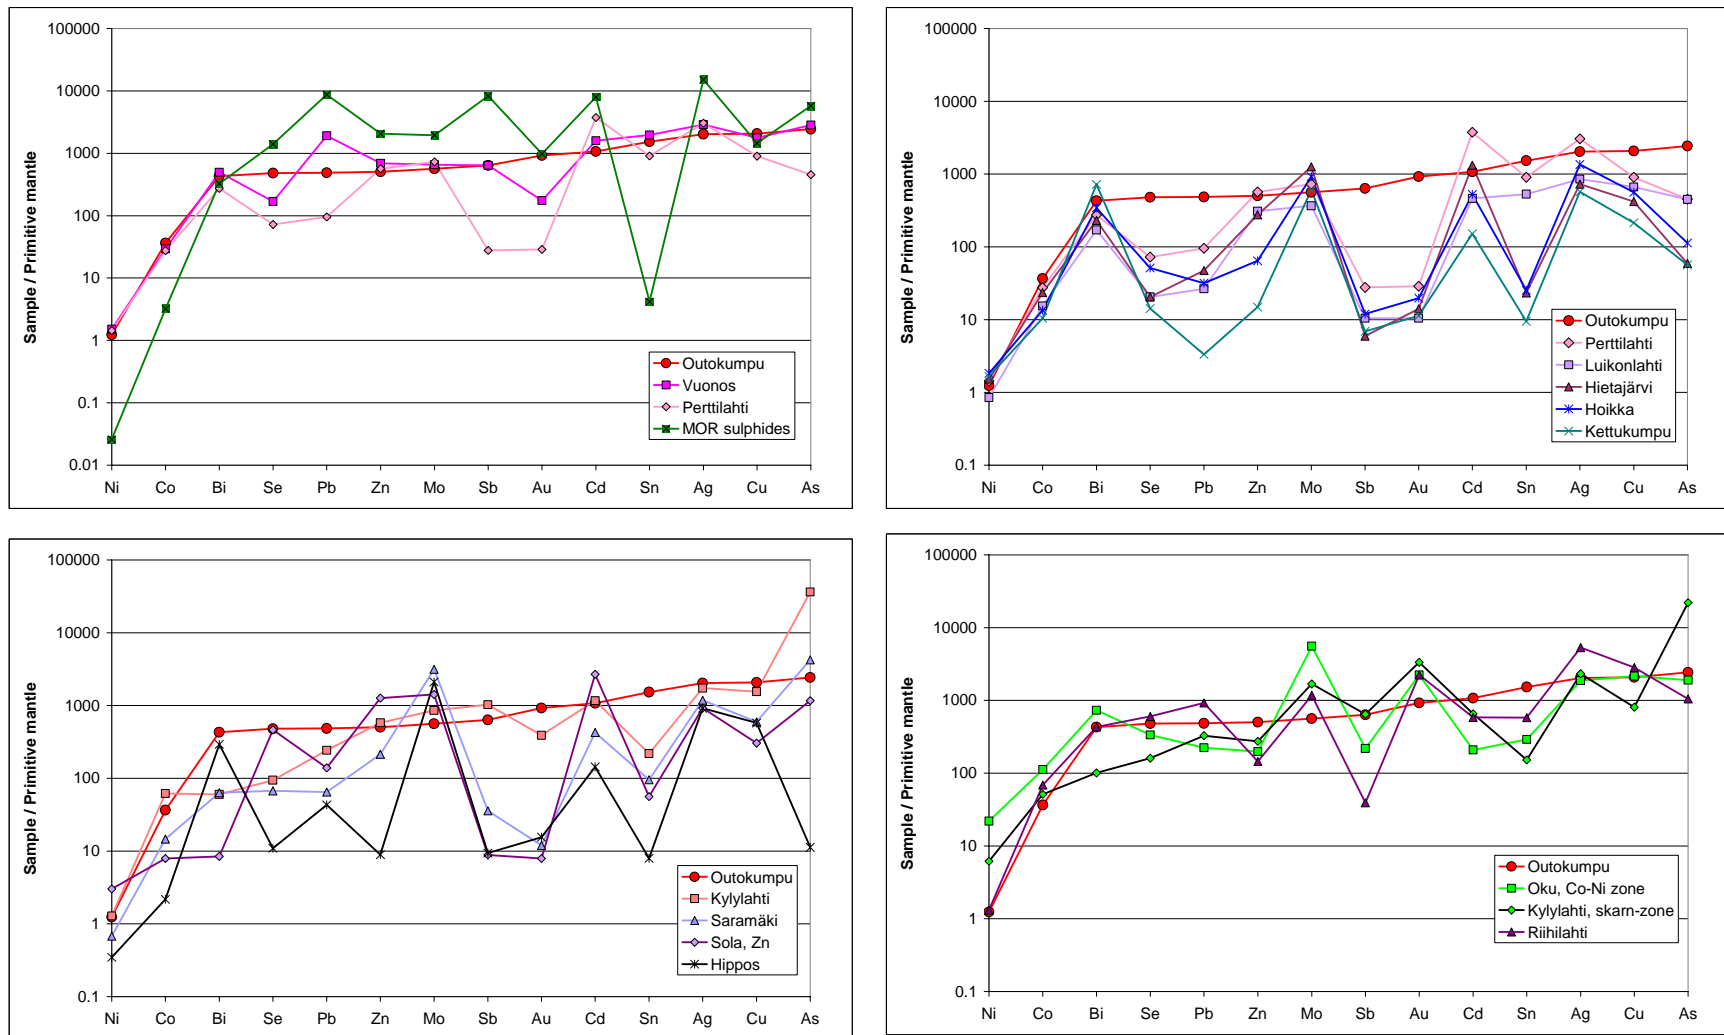 100000
10000
1000
100
10
1
0.1
0.01
Sample / Primitive mantle
Ni Co Bi Se Pb Zn Mo Sb Au Cd Sn Ag Cu As
Outokumpu
Vuonos
Perttilahti
MOR sulphides
100000
10000
1000
100
10
1
0.1
Sample / Primitive mantle
Ni Co Bi Se Pb Zn Mo Sb Au Cd Sn Ag Cu As
Outokumpu
Perttilahti
Luikonlahti
Hietajärvi
Hoikka
Kettukumpu
100000
10000
1000
100
10
1
0.1
Sample / Primitive mantle
Ni Co Bi Se Pb Zn Mo Sb Au Cd Sn Ag Cu As
Outokumpu
Kylylahti
Saramäki
Sola, Zn
Hippos
100000
10000
1000
100
10
1
0.1
Sample / Primitive mantle
Ni Co Bi Se Pb Zn Mo Sb Au Cd Sn Ag Cu As
Outokumpu
Oku, Co-Ni zone
Kylylahti, skarn-zone
Riihilahti